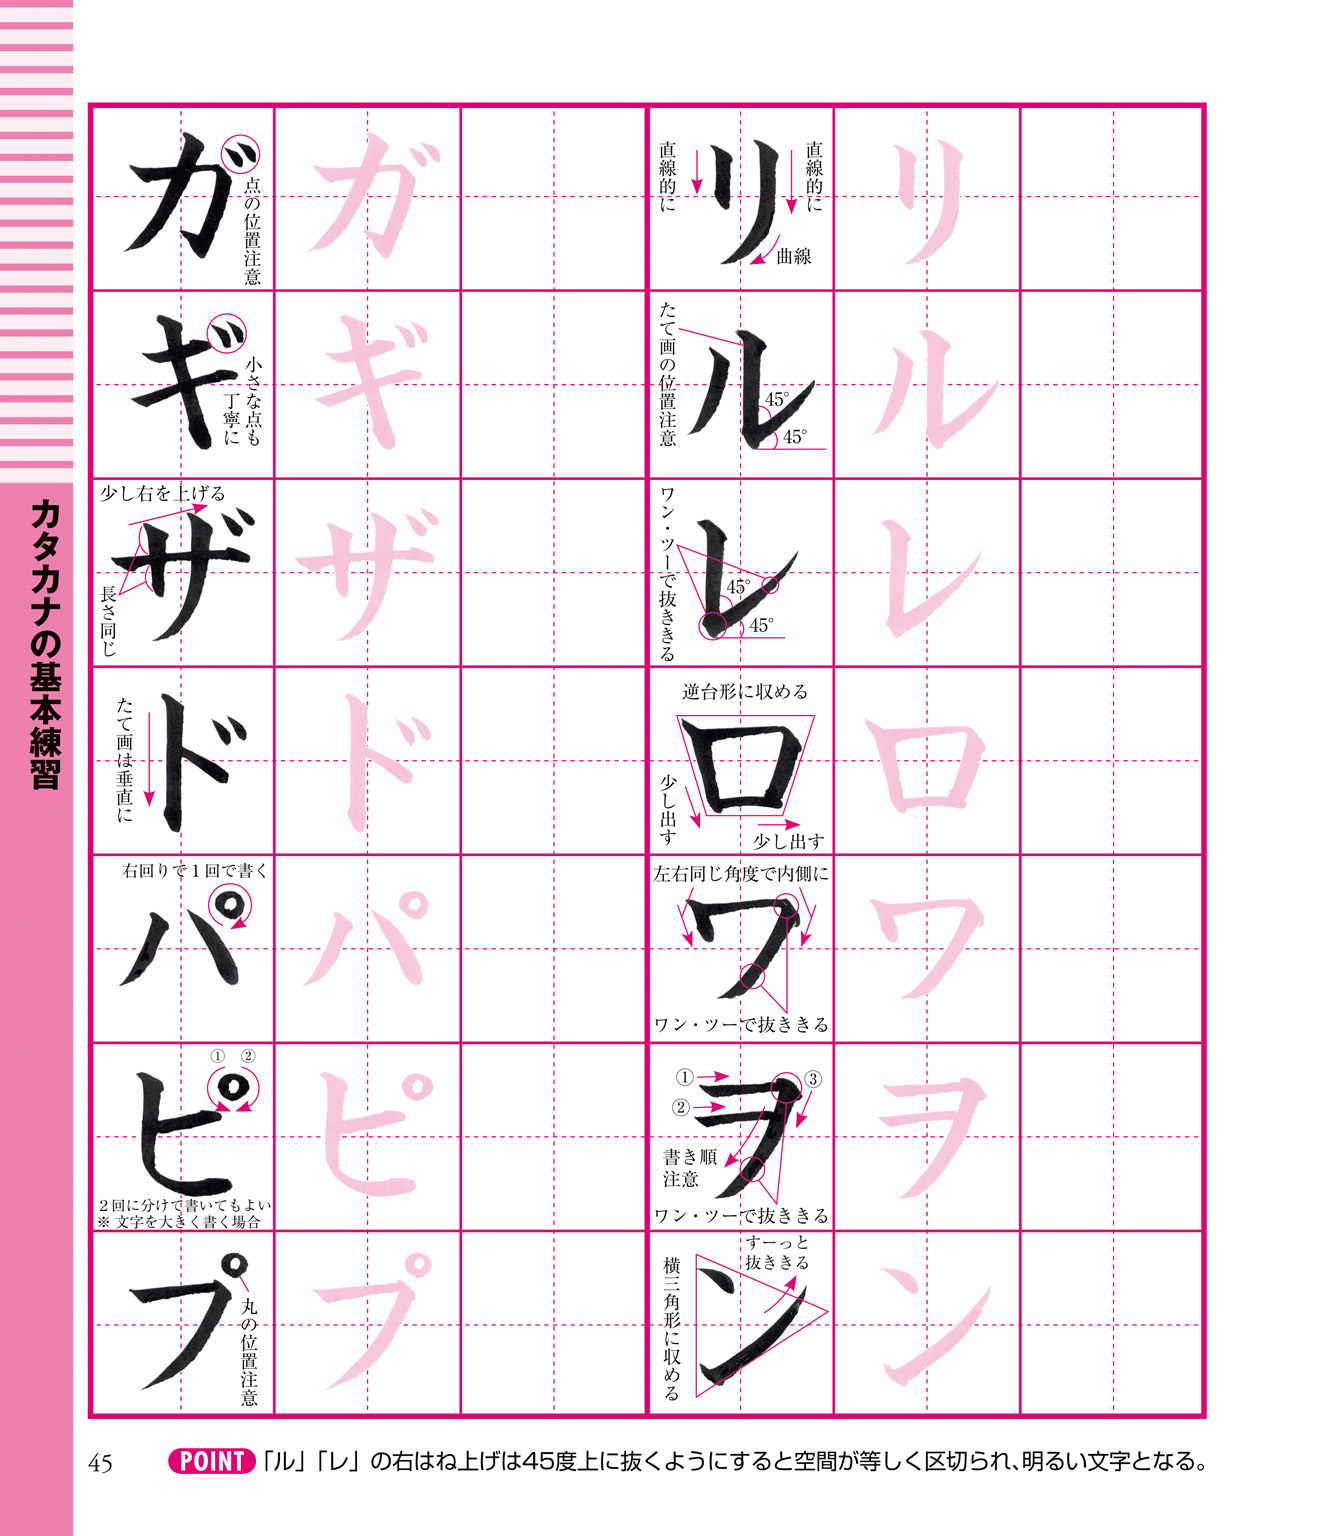 カタカナの基本練習
リ
直線的に
直線的に
曲線
リ
ル
たて画の位置注意
45°
45°
ル
レ
ワン・ツーで抜ききる
45°
45°
レ
ロ
逆台形に収める
少し出す
少し出す
ロ
ワ
左右同じ角度で内側に
ワン・ツーで抜ききる
ワ
ヲ
①
②
③
書き順
注意
ワン・ツーで抜ききる
ヲ
ン
すーっと
抜ききる
横三角形に収める
ン
ガ
点の位置注意
ガ
ギ
小さな点も
丁寧に
ギ
ザ
少し右を上げる
長さ同じ
ザ
ド
たて画は垂直に
ド
パ
右回りで1回で書く
パ
ピ
① ②
2回に分けて書いてもよい
※文字を大きく書く場合
ピ
プ
丸の位置注意
プ
45
POINT 「ル」「レ」の右はね上げは45度上に抜くようにすると空間が等しく区切られ、明るい文字となる。